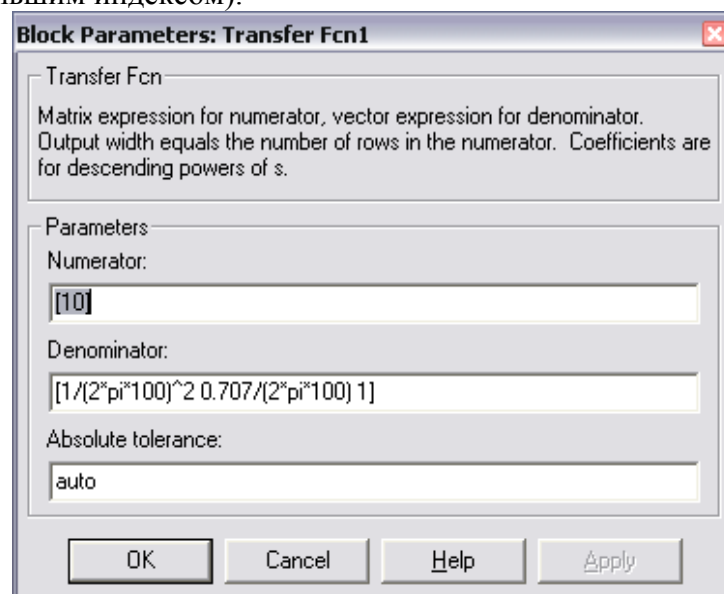 индексом).
Block Parameters: Transfer Fcn1
Transfer Fcn
Matrix expression for numerator, vector expression for denominator.
Output width equals the number of rows in the numerator. Coefficients are
for descending powers of s.
Parameters
Numerator:
[10]
Denominator:
[1/(2*pi*100)^2 0.707/(2*pi*100) 1]
Absolute tolerance:
auto
OK Cancel Help Apply